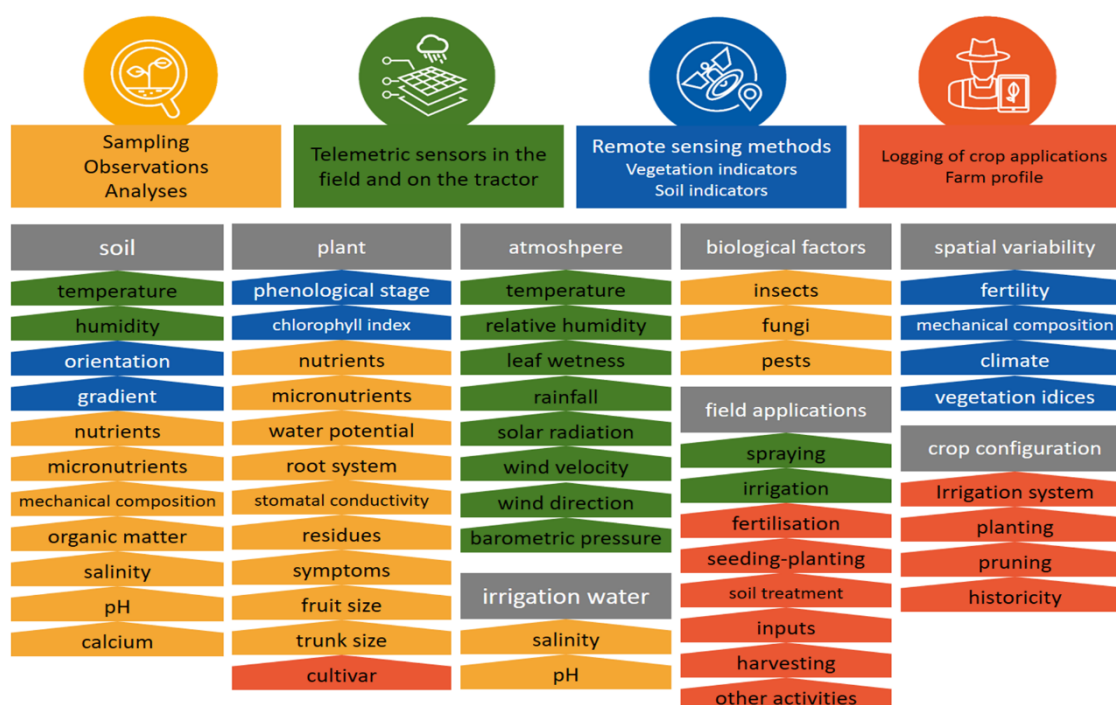 Sampling
Observations
Analyses
Telemetric sensors in the
field and on the tractor
Remote sensing methods
Vegetation indicators
Soil indicators
Logging of crop applications
Farm profile
soil
temperature
humidity
orientation
gradient
nutrients
micronutrients
mechanical composition
organic matter
salinity
pH
calcium
plant
phenological stage
chlorophyll index
nutrients
micronutrients
water potential
root system
stomatal conductivity
residues
symptoms
fruit size
trunk size
cultivar
atmoshpere
temperature
relative humidity
leaf wetness
rainfall
solar radiation
wind velocity
wind direction
barometric pressure
irrigation water
salinity
pH
biological factors
insects
fungi
pests
field applications
spraying
irrigation
fertilisation
seeding-planting
soil treatment
inputs
harvesting
other activities
spatial variability
fertility
mechanical composition
climate
vegetation idices
crop configuration
Irrigation system
planting
pruning
historicity